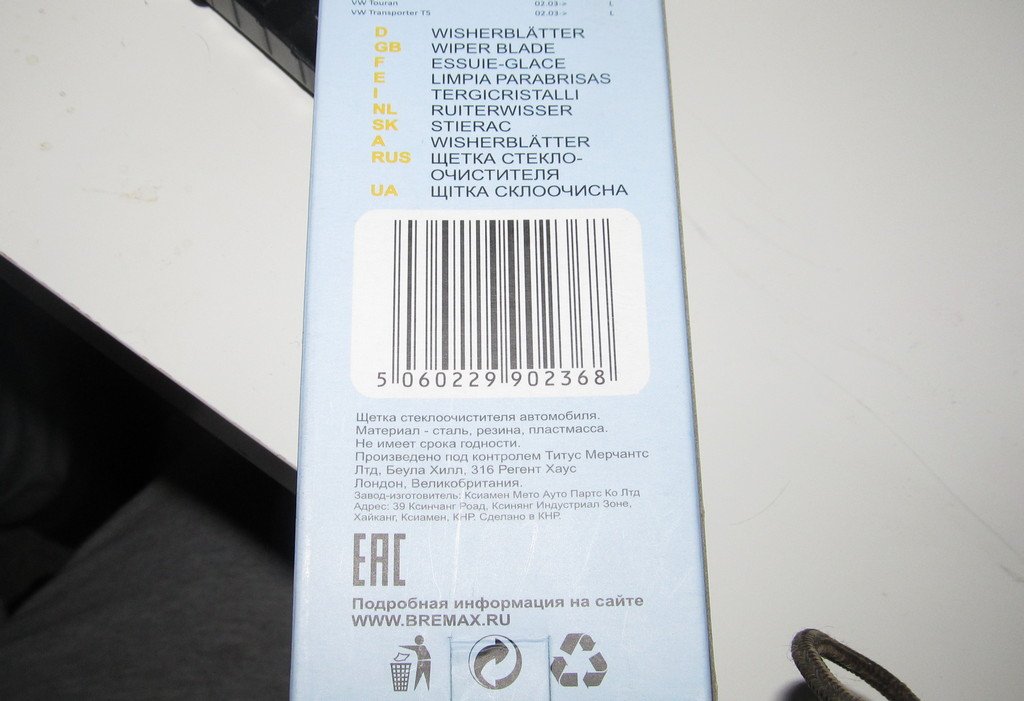 VW Touran 02.03-> L
VW Transporter T5 02.03-> L
D WISHERBLÄTTER
GB WIPER BLADE
F ESSUIE-GLACE
E LIMPIA PARABRISAS
I TERGICRISTALLI
NL RUITERWISSER
SK STIERAC
A WISHERBLÄTTER
RUS ЩЕТКА СТЕКЛО-
ОЧИСТИТЕЛЯ
UA ЩІТКА СКЛООЧИСНА
5 060229 902368
Щетка стеклоочистителя автомобиля.
Материал - сталь, резина, пластмасса.
Не имеет срока годности.
Произведено под контролем Титус Мерчантс
Лтд, Беула Хилл, 316 Регент Хаус
Лондон, Великобритания.
Завод-изготовитель: Ксиамен Мето Ауто Партс Ко Лтд
Адрес: 39 Ксинчанг Роад, Ксинянг Индустриал Зоне,
Хайканг, Ксиамен, КНР. Сделано в КНР.
EAC
Подробная информация на сайте
WWW.BREMAX.RU